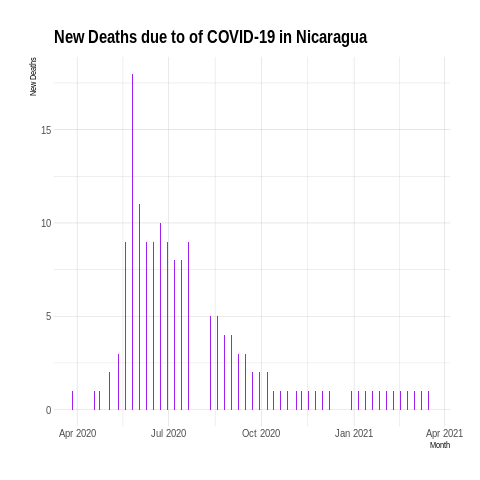 New Deaths due to of COVID-19 in Nicaragua
New Deaths
15
10
5
0
Apr 2020 Jul 2020 Oct 2020 Jan 2021 Apr 2021
Month